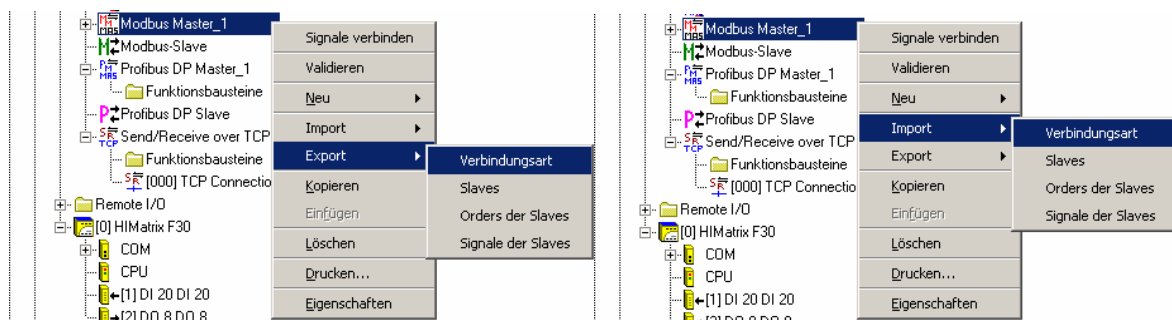 Modbus Master_1
Modbus-Slave
Profibus DP Master_1
Funktionsbausteine
Profibus DP Slave
Send/Receive over TCP
Funktionsbausteine
[000] TCP Connectio
Remote I/O
[0] HIMatrix F30
COM
CPU
[1] DI 20 DI 20
[2] DO 8 DO 8
Signale verbinden
Validieren
Neu
Import
Export
Kopieren
Einfügen
Löschen
Drucken...
Eigenschaften
Verbindungsart
Slaves
Orders der Slaves
Signale der Slaves
Modbus Master_1
Modbus-Slave
Profibus DP Master_1
Funktionsbausteine
Profibus DP Slave
Send/Receive over TCP
Funktionsbausteine
[000] TCP Connectio
Remote I/O
[0] HIMatrix F30
COM
CPU
[1] DI 20 DI 20
Signale verbinden
Validieren
Neu
Import
Export
Kopieren
Einfügen
Löschen
Drucken...
Eigenschaften
Verbindungsart
Slaves
Orders der Slaves
Signale der Slaves